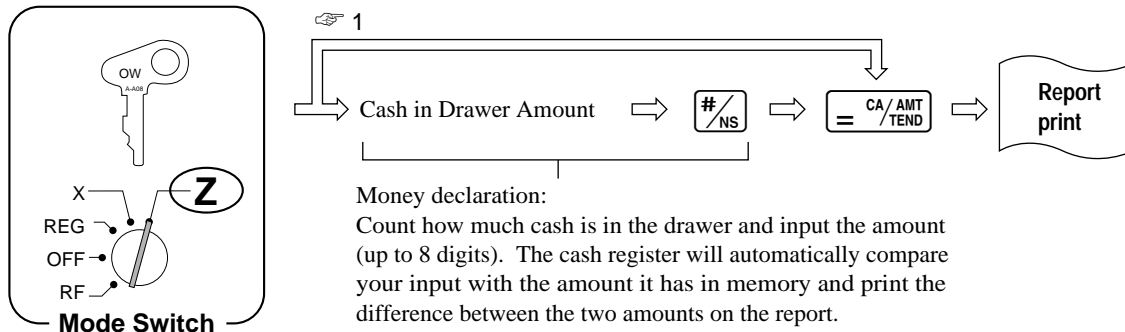 ☞ 1
OW
A-A08
X
Z
REG
OFF
RF
Mode Switch
Cash in Drawer Amount
#/NS
= CA/AMT TEND
Report
print
Money declaration:
Count how much cash is in the drawer and input the amount
(up to 8 digits). The cash register will automatically compare
your input with the amount it has in memory and print the
difference between the two amounts on the report.